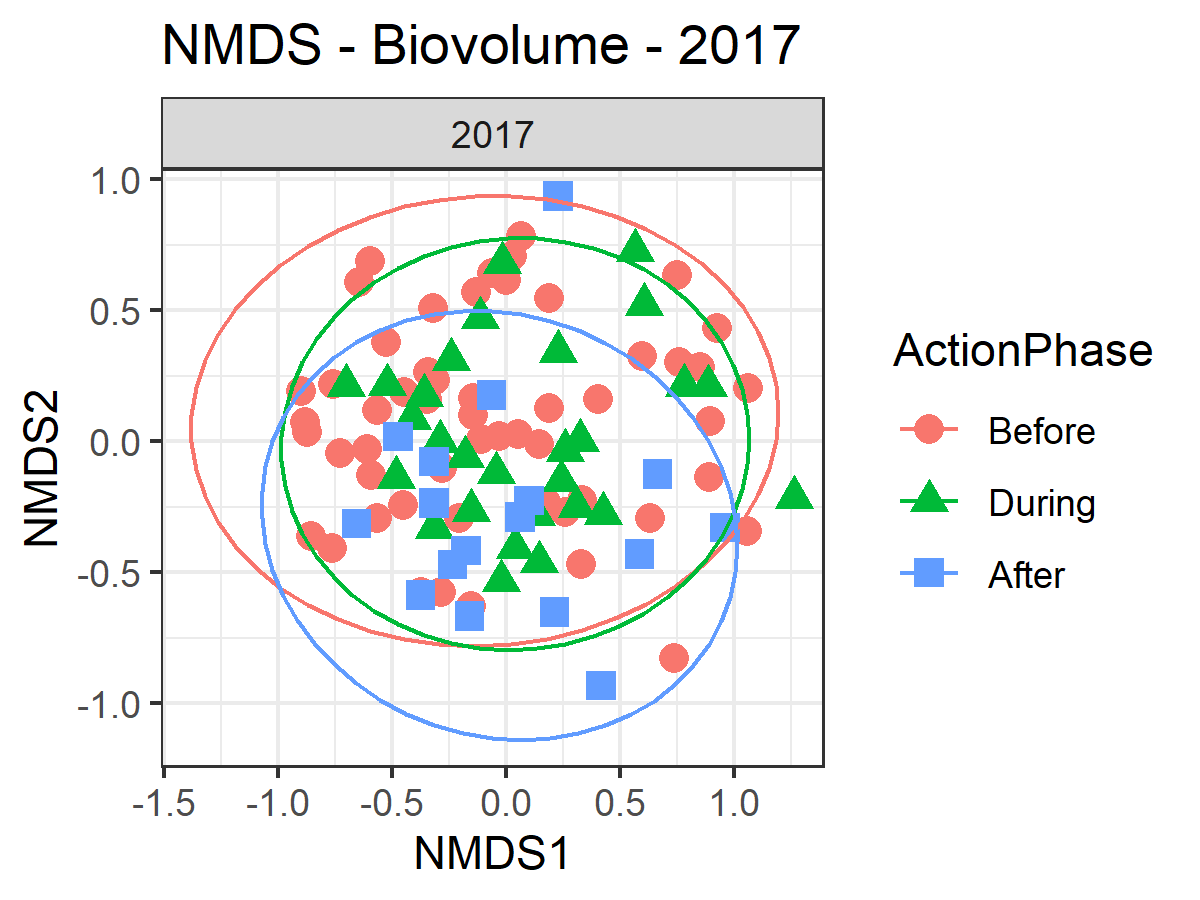 NMDS - Biovolume - 2017
2017
1.0
0.5
0.0
-0.5
-1.0
NMDS2
-1.5 -1.0 -0.5 0.0 0.5 1.0
NMDS1
ActionPhase
Before
During
After